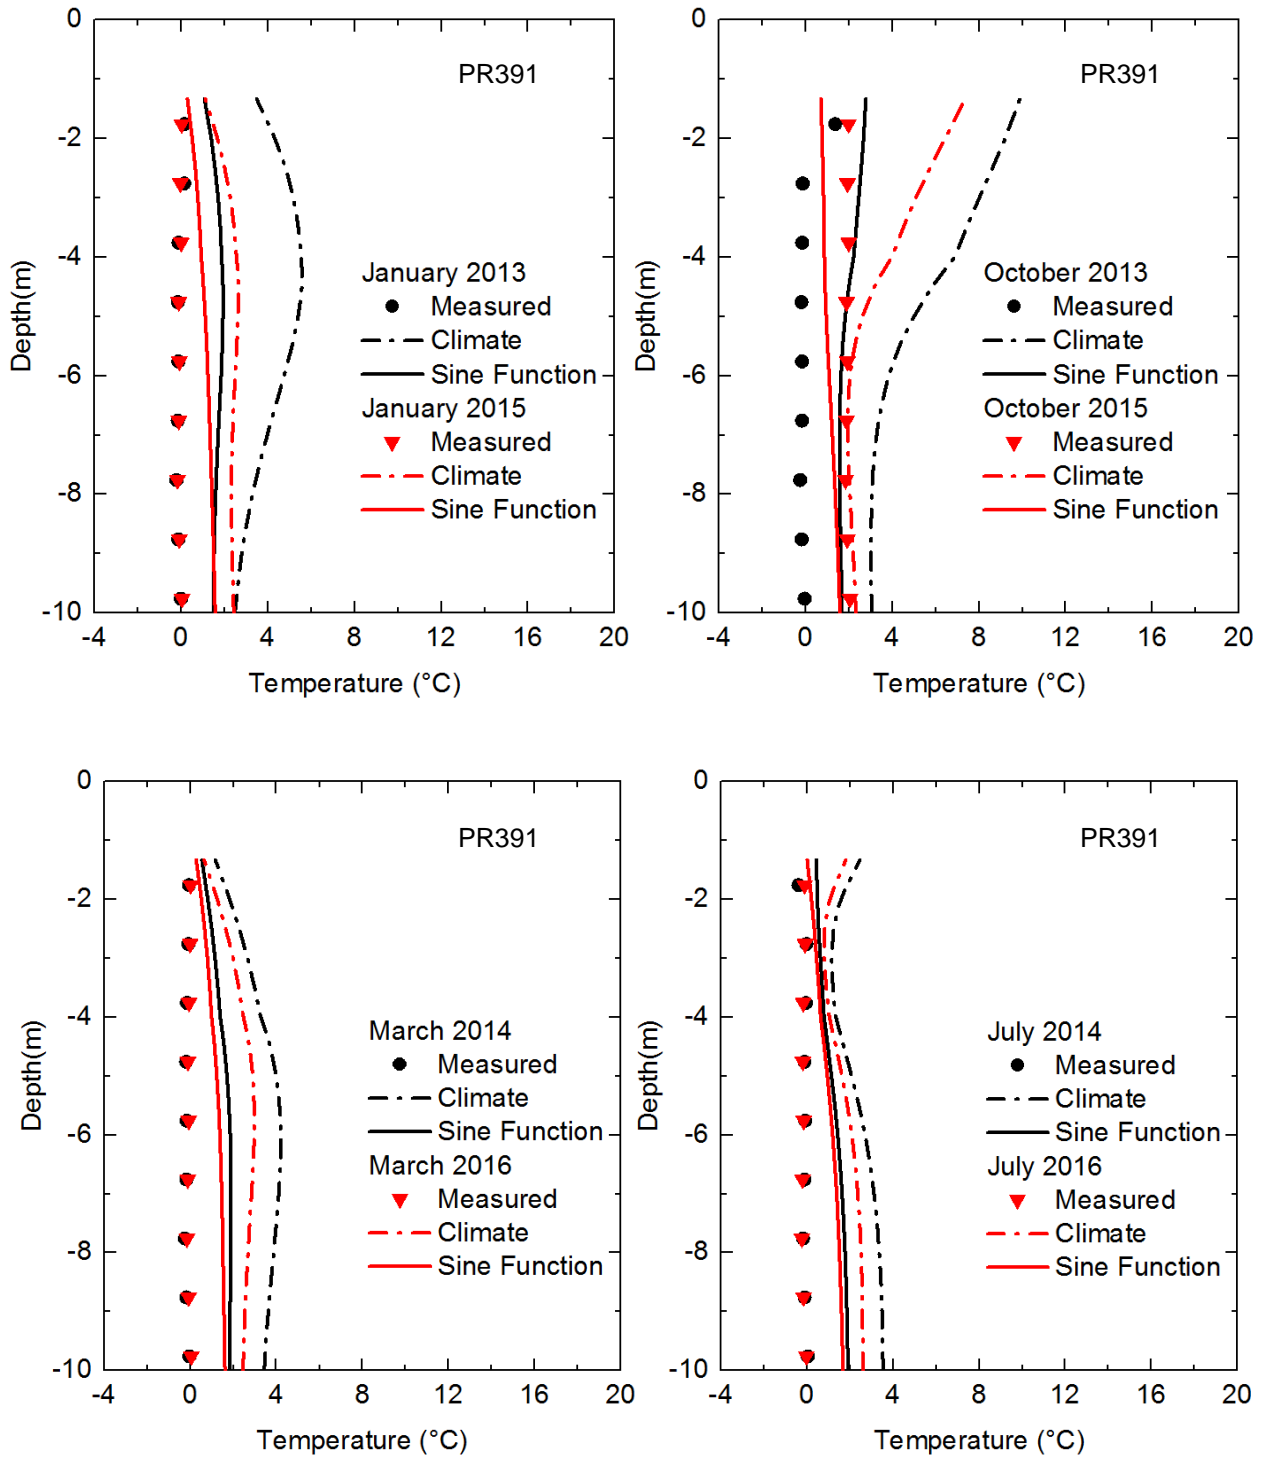 PR391
0
-2
-4
-6
-8
-10
Depth(m)
January 2013
Measured
Climate
Sine Function
January 2015
Measured
Climate
Sine Function
-4 0 4 8 12 16 20
Temperature (°C)
PR391
0
-2
-4
-6
-8
-10
Depth(m)
October 2013
Measured
Climate
Sine Function
October 2015
Measured
Climate
Sine Function
-4 0 4 8 12 16 20
Temperature (°C)
PR391
0
-2
-4
-6
-8
-10
Depth(m)
March 2014
Measured
Climate
Sine Function
March 2016
Measured
Climate
Sine Function
-4 0 4 8 12 16 20
Temperature (°C)
PR391
0
-2
-4
-6
-8
-10
Depth(m)
July 2014
Measured
Climate
Sine Function
July 2016
Measured
Climate
Sine Function
-4 0 4 8 12 16 20
Temperature (°C)